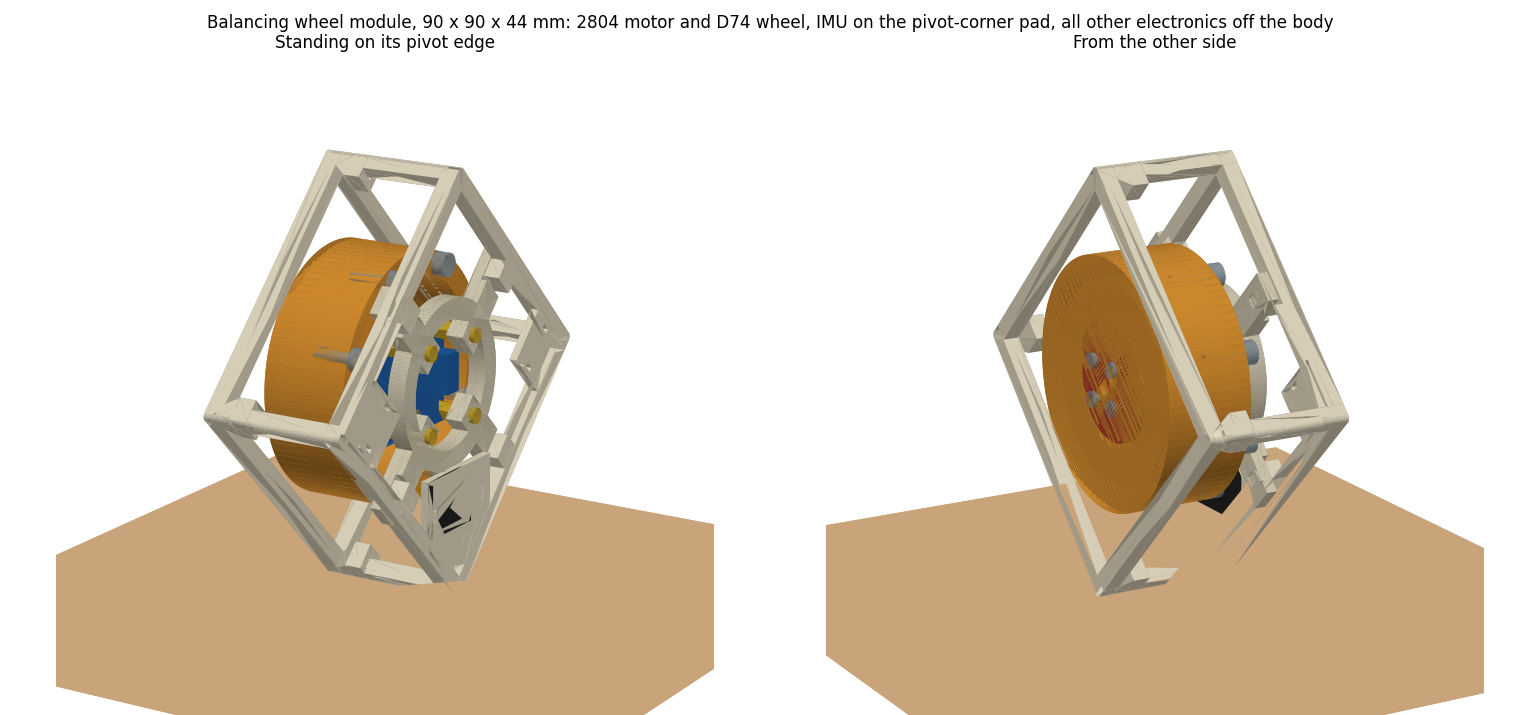 Balancing wheel module, 90 x 90 x 44 mm: 2804 motor and D74 wheel, IMU on the pivot-corner pad, all other electronics off the body
Standing on its pivot edge
From the other side